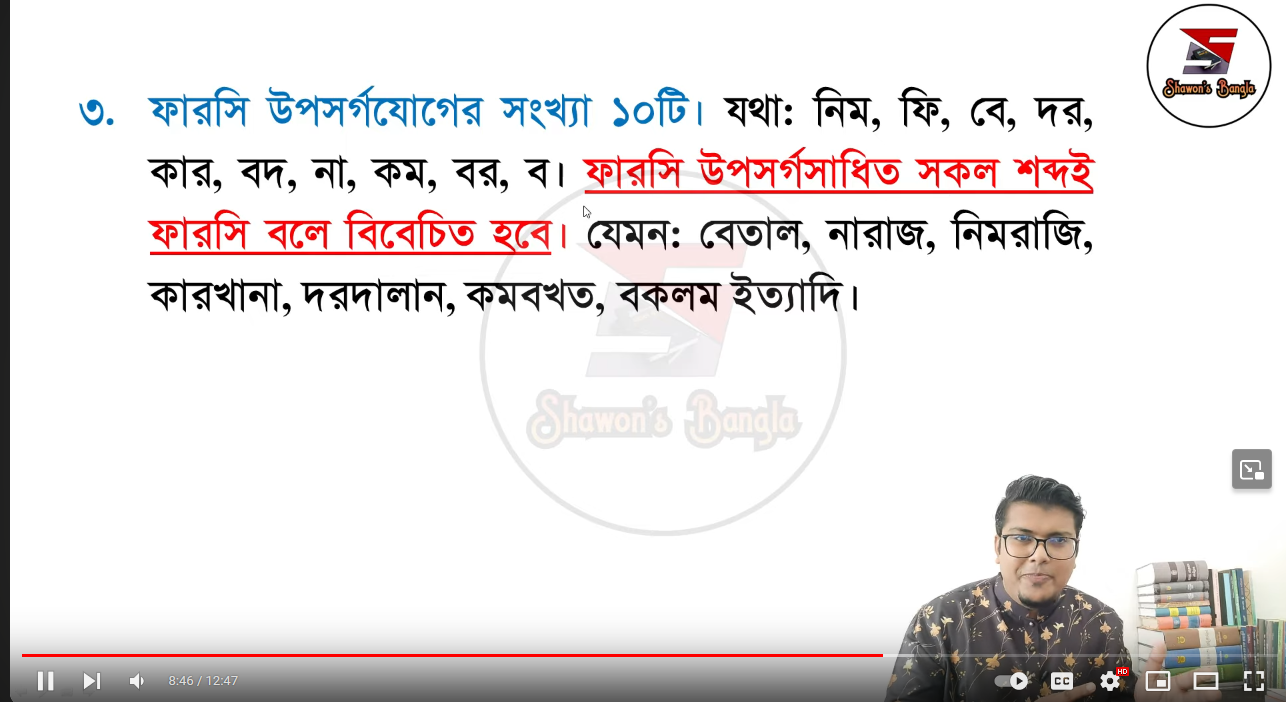 Shawon's Bangla
৩. ফারসি উপসর্গযোগের সংখ্যা ১০টি। যথা: নিম, ফি, বে, দর,
কার, বদ, না, কম, বর, ব। ফারসি উপসর্গসাধিত সকল শব্দই
ফারসি বলে বিবেচিত হবে। যেমন: বেতাল, নারাজ, নিমরাজি,
কারখানা, দরদালান, কমবখত, বকলম ইত্যাদি।
Shawon's Bangla
8:46 / 12:47
CC
HD